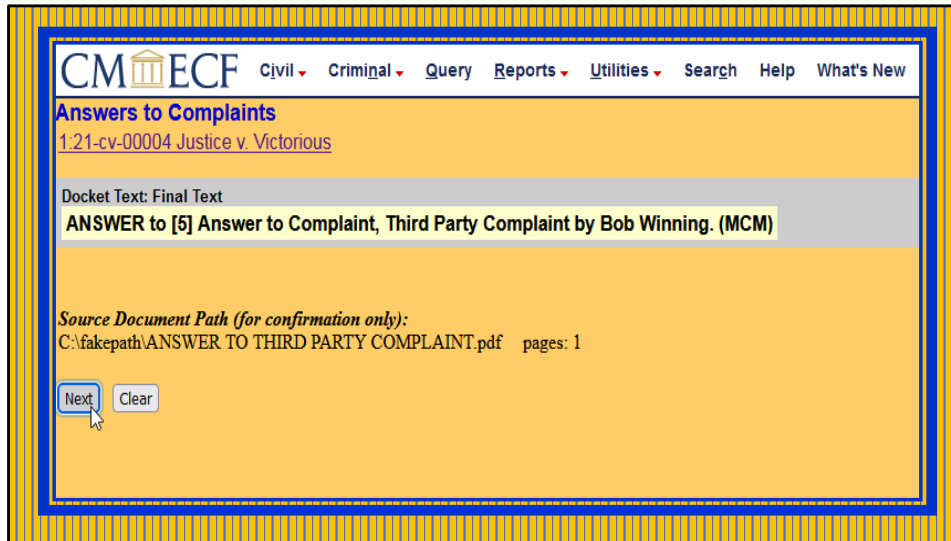 CM ECF Civil Criminal Query Reports Utilities Search Help What's New
Answers to Complaints
1:21-cv-00004 Justice v. Victorious
Docket Text: Final Text
ANSWER to [5] Answer to Complaint, Third Party Complaint by Bob Winning. (MCM)
Source Document Path (for confirmation only):
C:\fakepath\ANSWER TO THIRD PARTY COMPLAINT.pdf pages: 1
Next Clear